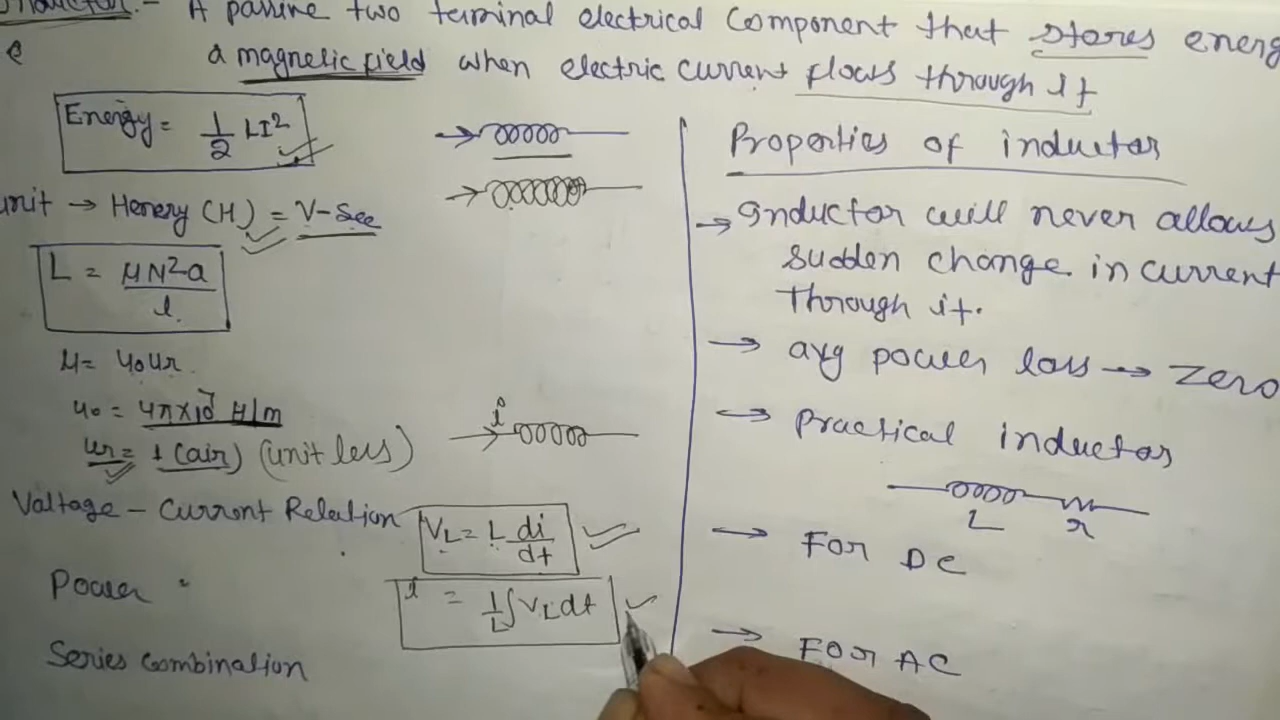 Inductor:- A passive two terminal electrical component that stores energ
a magnetic field when electric current flows through it
Energy = 1/2 LI²
unit → Henery (H) = V-Sec
L = μN²a / l
μ = μ₀μr
μ₀ = 4π×10⁻⁷ H/m
μr = 1 (air) (unit less)
i
Voltage - Current Relation
V_L = L di/dt
Power =
i = 1/L ∫ V_L dt
Series Combination
Properties of inductor
→ Inductor will never allows
sudden change in current
through it.
→ avg power loss → Zero
→ Practical inductor
L r
→ For DC
→ For AC